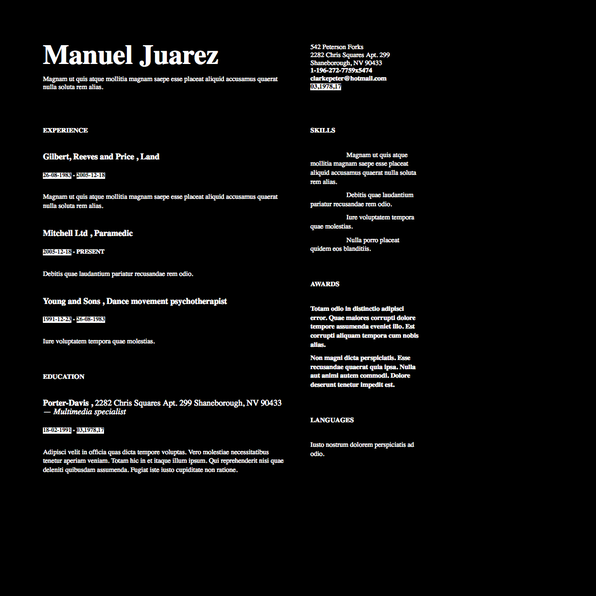 Manuel Juarez
Magnam ut quis atque mollitia magnam saepe esse placeat aliquid accusamus quaerat
nulla soluta rem alias.
542 Peterson Forks
2282 Chris Squares Apt. 299
Shaneborough, NV 90433
1-196-272-7759x5474
clarkepeter@hotmail.com
03.1978.17
EXPERIENCE
Gilbert, Reeves and Price , Land
26-08-1983 - 2005-12-18
Magnam ut quis atque mollitia magnam saepe esse placeat aliquid accusamus quaerat
nulla soluta rem alias.
Mitchell Ltd , Paramedic
2005-12-18 - PRESENT
Debitis quae laudantium pariatur recusandae rem odio.
Young and Sons , Dance movement psychotherapist
1991-12-23 - 26-08-1983
Iure voluptatem tempora quae molestias.
EDUCATION
Porter-Davis , 2282 Chris Squares Apt. 299 Shaneborough, NV 90433
— Multimedia specialist
16-02-1991 - 03.1978.17
Adipisci velit in officia quas dicta tempore voluptas. Vero molestiae necessitatibus
tenetur aperiam veniam. Totam hic in et itaque illum ipsum. Qui reprehenderit nisi quae
deleniti quibusdam assumenda. Fugiat iste iusto cupiditate non ratione.
SKILLS
Magnam ut quis atque
mollitia magnam saepe esse placeat
aliquid accusamus quaerat nulla soluta
rem alias.
Debitis quae laudantium
pariatur recusandae rem odio.
Iure voluptatem tempora
quae molestias.
Nulla porro placeat
quidem eos blanditiis.
AWARDS
Totam odio in distinctio adipisci
error. Quae maiores corrupti dolore
tempore assumenda eveniet illo. Est
corrupti aliquam tempora cum nobis
alias.
Non magni dicta perspiciatis. Esse
recusandae quaerat quia ipsa. Nulla
aut animi autem commodi. Dolore
deserunt tenetur impedit est.
LANGUAGES
Iusto nostrum dolorem perspiciatis ad
odio.